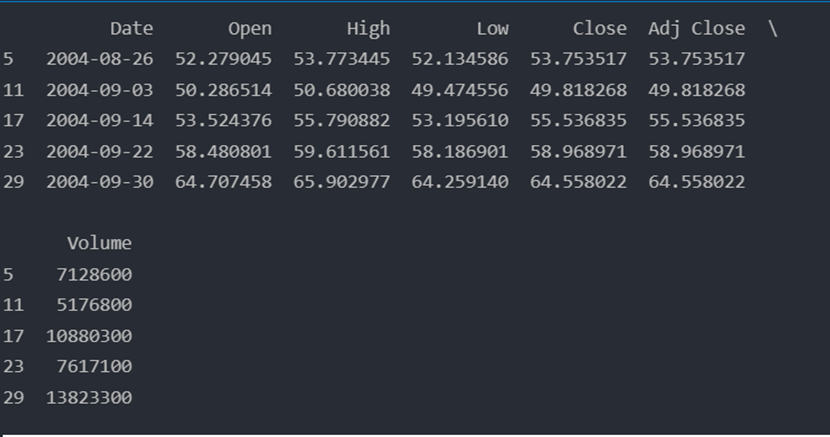 Date Open High Low Close Adj Close \
5 2004-08-26 52.279045 53.773445 52.134586 53.753517 53.753517
11 2004-09-03 50.286514 50.680038 49.474556 49.818268 49.818268
17 2004-09-14 53.524376 55.790882 53.195610 55.536835 55.536835
23 2004-09-22 58.480801 59.611561 58.186901 58.968971 58.968971
29 2004-09-30 64.707458 65.902977 64.259140 64.558022 64.558022
Volume
5 7128600
11 5176800
17 10880300
23 7617100
29 13823300